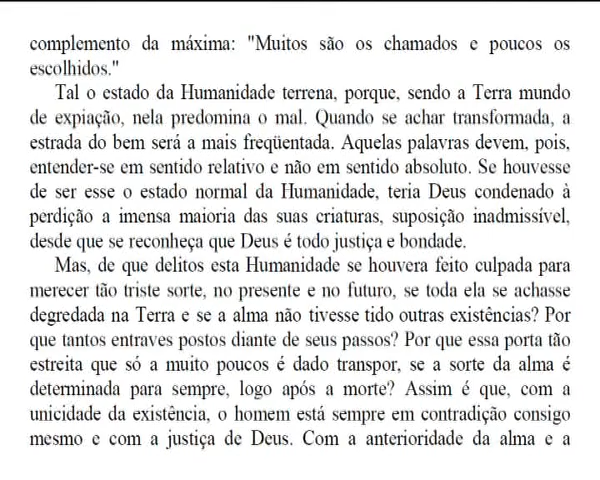 complemento da máxima: "Muitos são os chamados e poucos os
escolhidos."
Tal o estado da Humanidade terrena, porque, sendo a Terra mundo
de expiação, nela predomina o mal. Quando se achar transformada, a
estrada do bem será a mais freqüentada. Aquelas palavras devem, pois,
entender-se em sentido relativo e não em sentido absoluto. Se houvesse
de ser esse o estado normal da Humanidade, teria Deus condenado à
perdição a imensa maioria das suas criaturas, suposição inadmissível,
desde que se reconheça que Deus é todo justiça e bondade.
Mas, de que delitos esta Humanidade se houvera feito culpada para
merecer tão triste sorte, no presente e no futuro, se toda ela se achasse
degredada na Terra e se a alma não tivesse tido outras existências? Por
que tantos entraves postos diante de seus passos? Por que essa porta tão
estreita que só a muito poucos é dado transpor, se a sorte da alma é
determinada para sempre, logo após a morte? Assim é que, com a
unicidade da existência, o homem está sempre em contradição consigo
mesmo e com a justiça de Deus. Com a anterioridade da alma e a